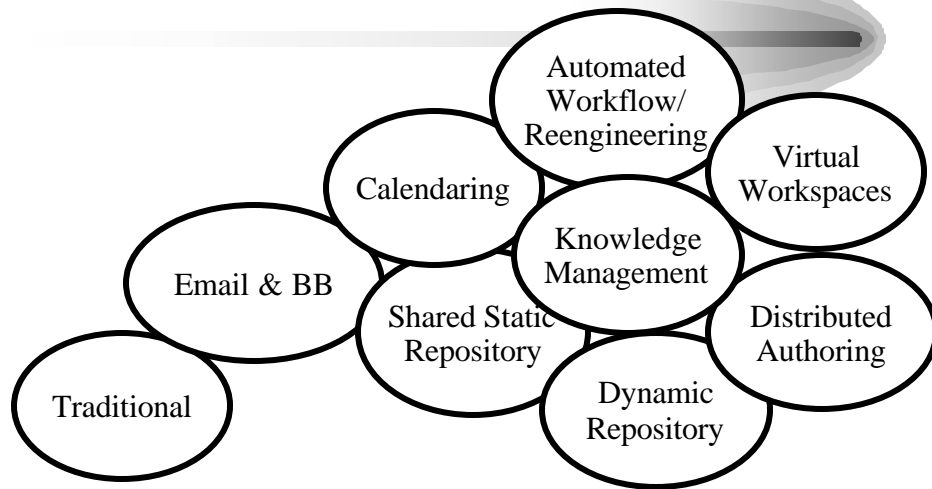 Automated
Workflow/
Reengineering
Virtual
Workspaces
Calendaring
Knowledge
Management
Email & BB
Shared Static
Repository
Distributed
Authoring
Traditional
Dynamic
Repository